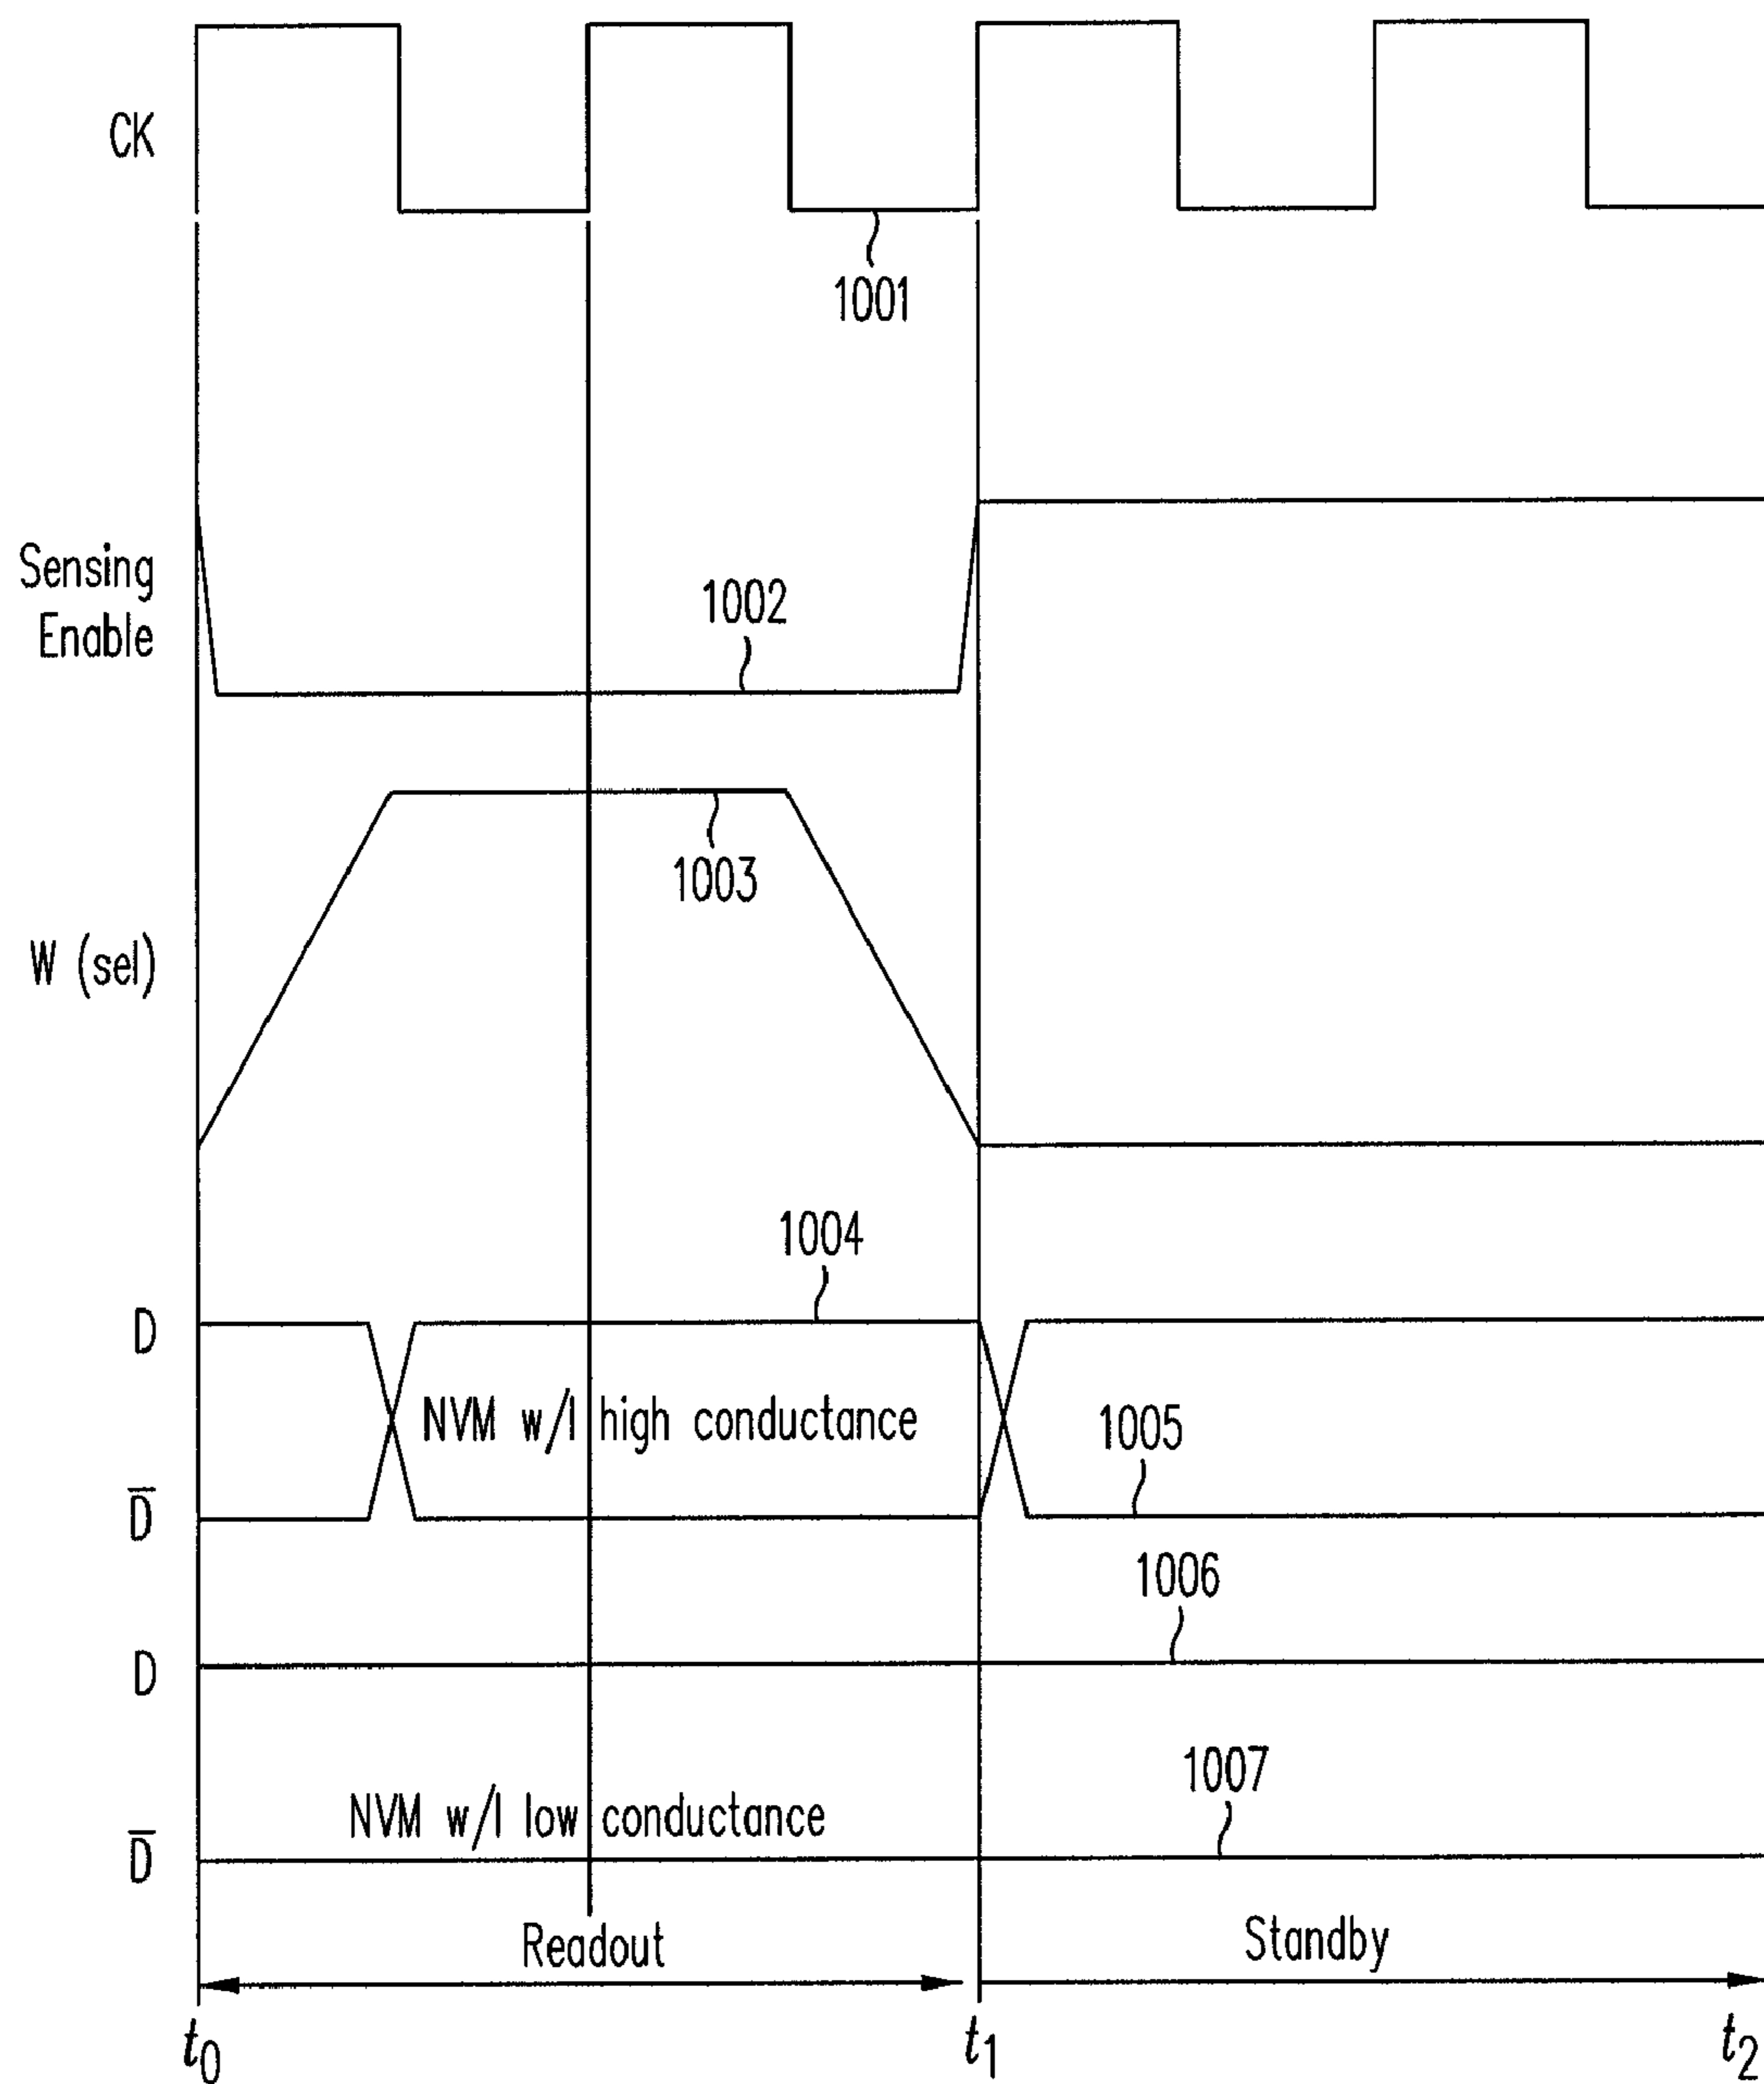 CK
1001
Sensing
Enable
1002
1003
W (sel)
1004
D
NVM w/l high conductance
1005
D̅
1006
D
1007
NVM w/l low conductance
D̅
Readout
Standby
t0
t1
t2